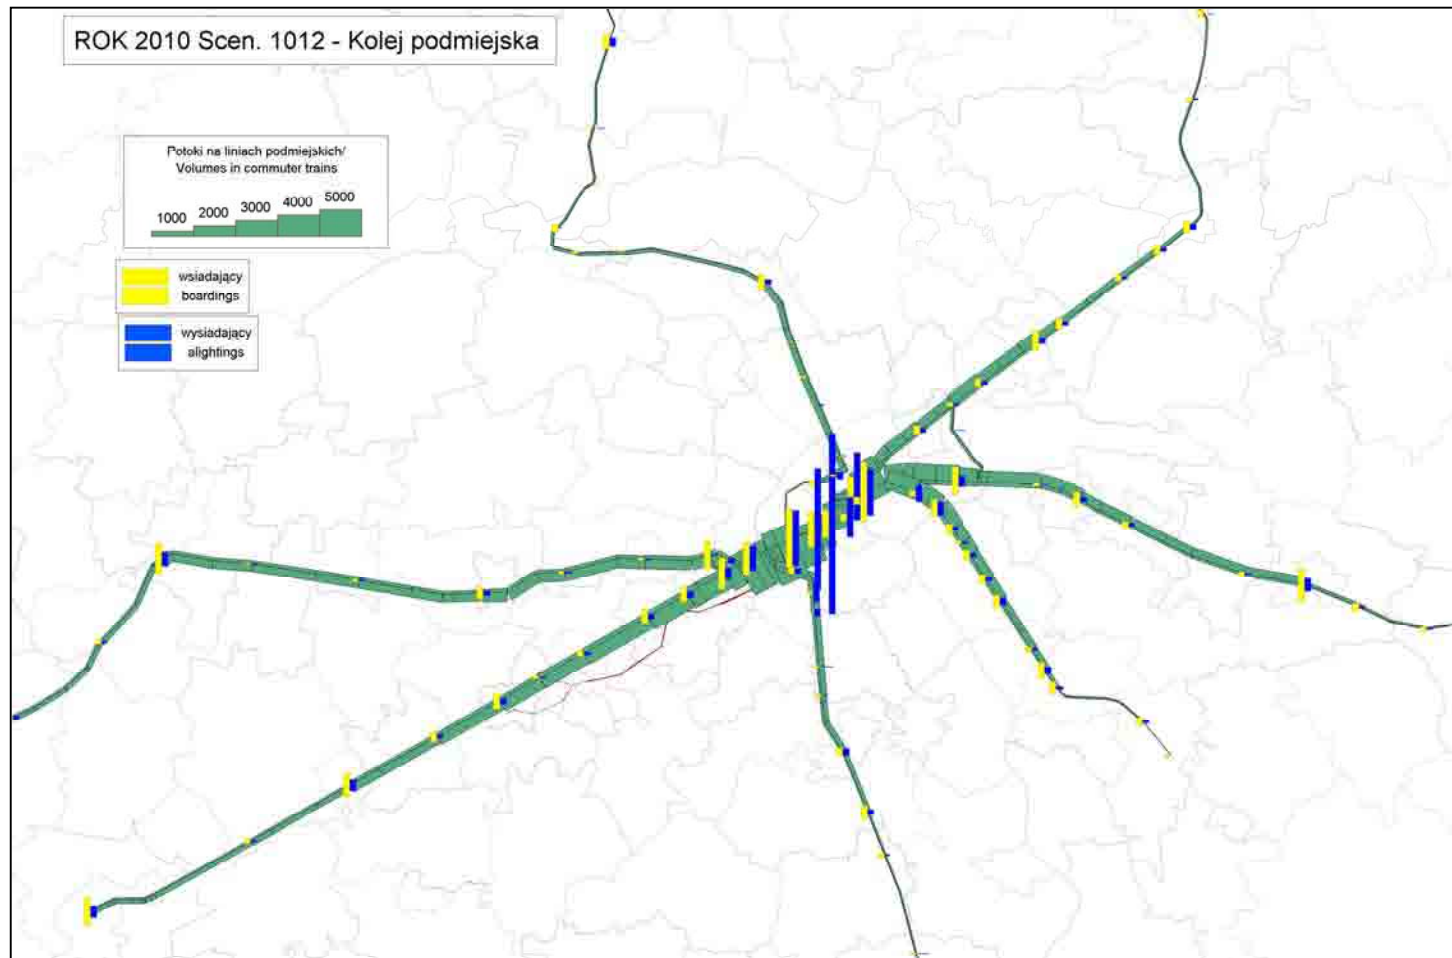 ROK 2010 Scen. 1012 - Kolej podmiejska
Potoki na liniach podmiejskich/
Volumes in commuter trains
1000 2000 3000 4000 5000
wsiadający
boardings
wysiadający
alightings